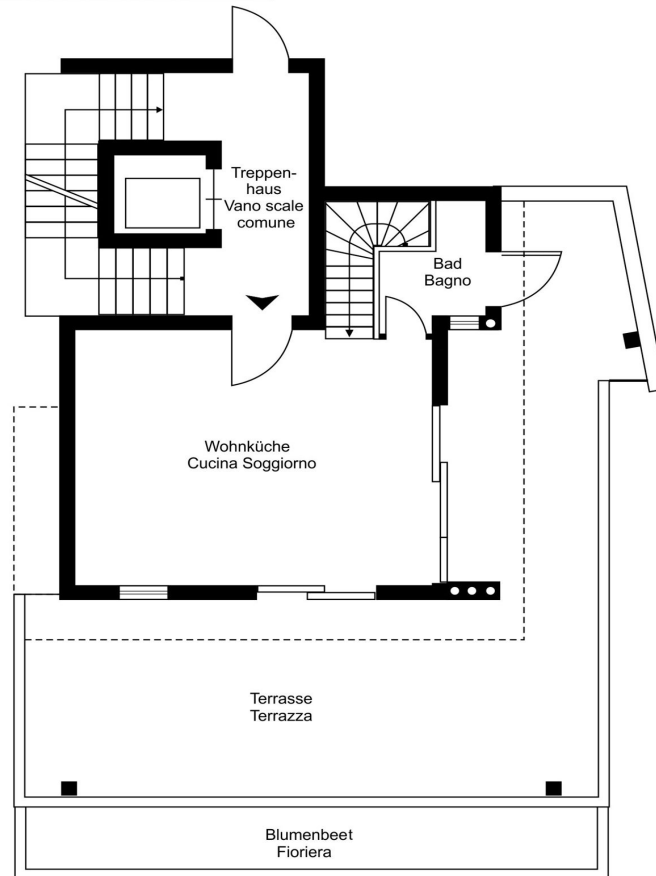 Treppen-
haus
Vano scale
comune
Bad
Bagno
Wohnküche
Cucina Soggiorno
Terrasse
Terrazza
Blumenbeet
Fioriera